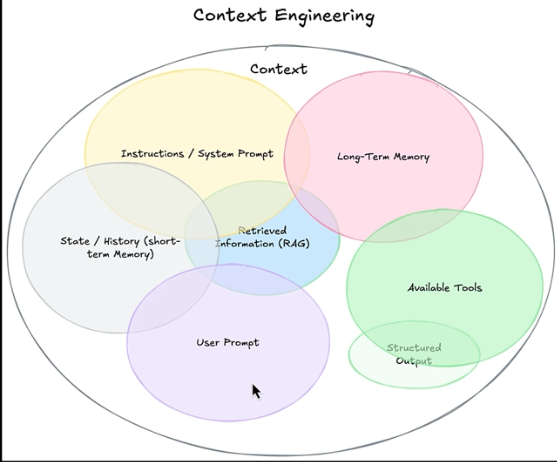 Context Engineering
Context
Instructions / System Prompt
Long-Term Memory
State / History (short-
term Memory)
Retrieved
Information (RAG)
Available Tools
User Prompt
Structured
Output